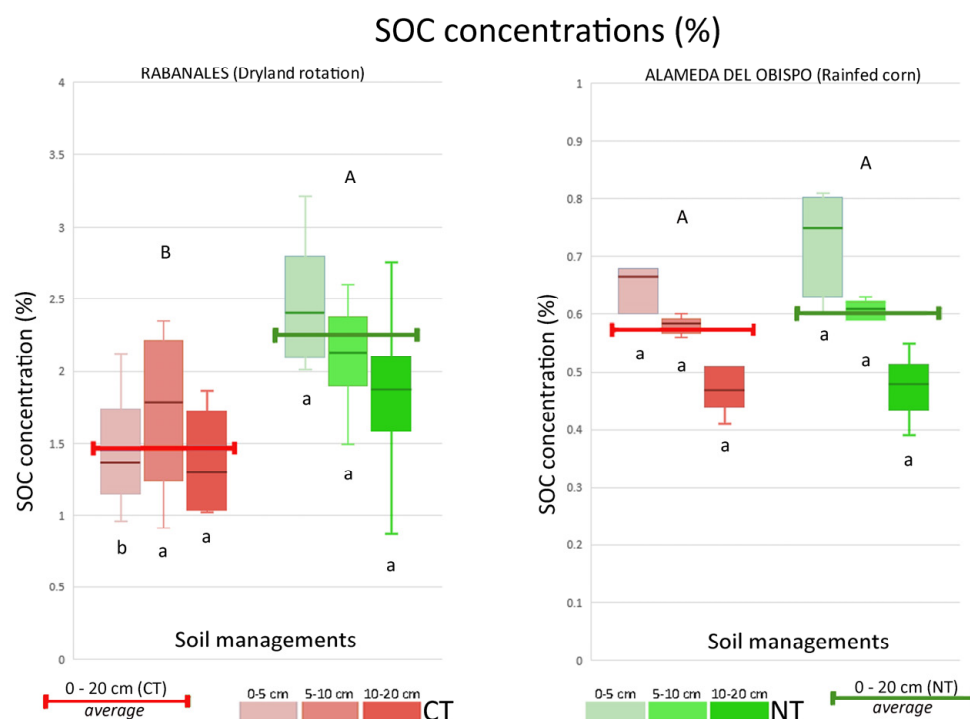 SOC concentrations (%)
RABANALES (Dryland rotation)
4
3.5
3
2.5
2
1.5
1
0.5
0
SOC concentration (%)
B
A
b
a
a
a
a
a
Soil managements
ALAMEDA DEL OBISPO (Rainfed corn)
1
0.9
0.8
0.7
0.6
0.5
0.4
0.3
0.2
0.1
0
SOC concentration (%)
A
A
a
a
a
a
a
a
Soil managements
0 - 20 cm (CT)
average
0-5 cm 5-10 cm 10-20 cm
CT
0-5 cm 5-10 cm 10-20 cm
NT
0 - 20 cm (NT)
average